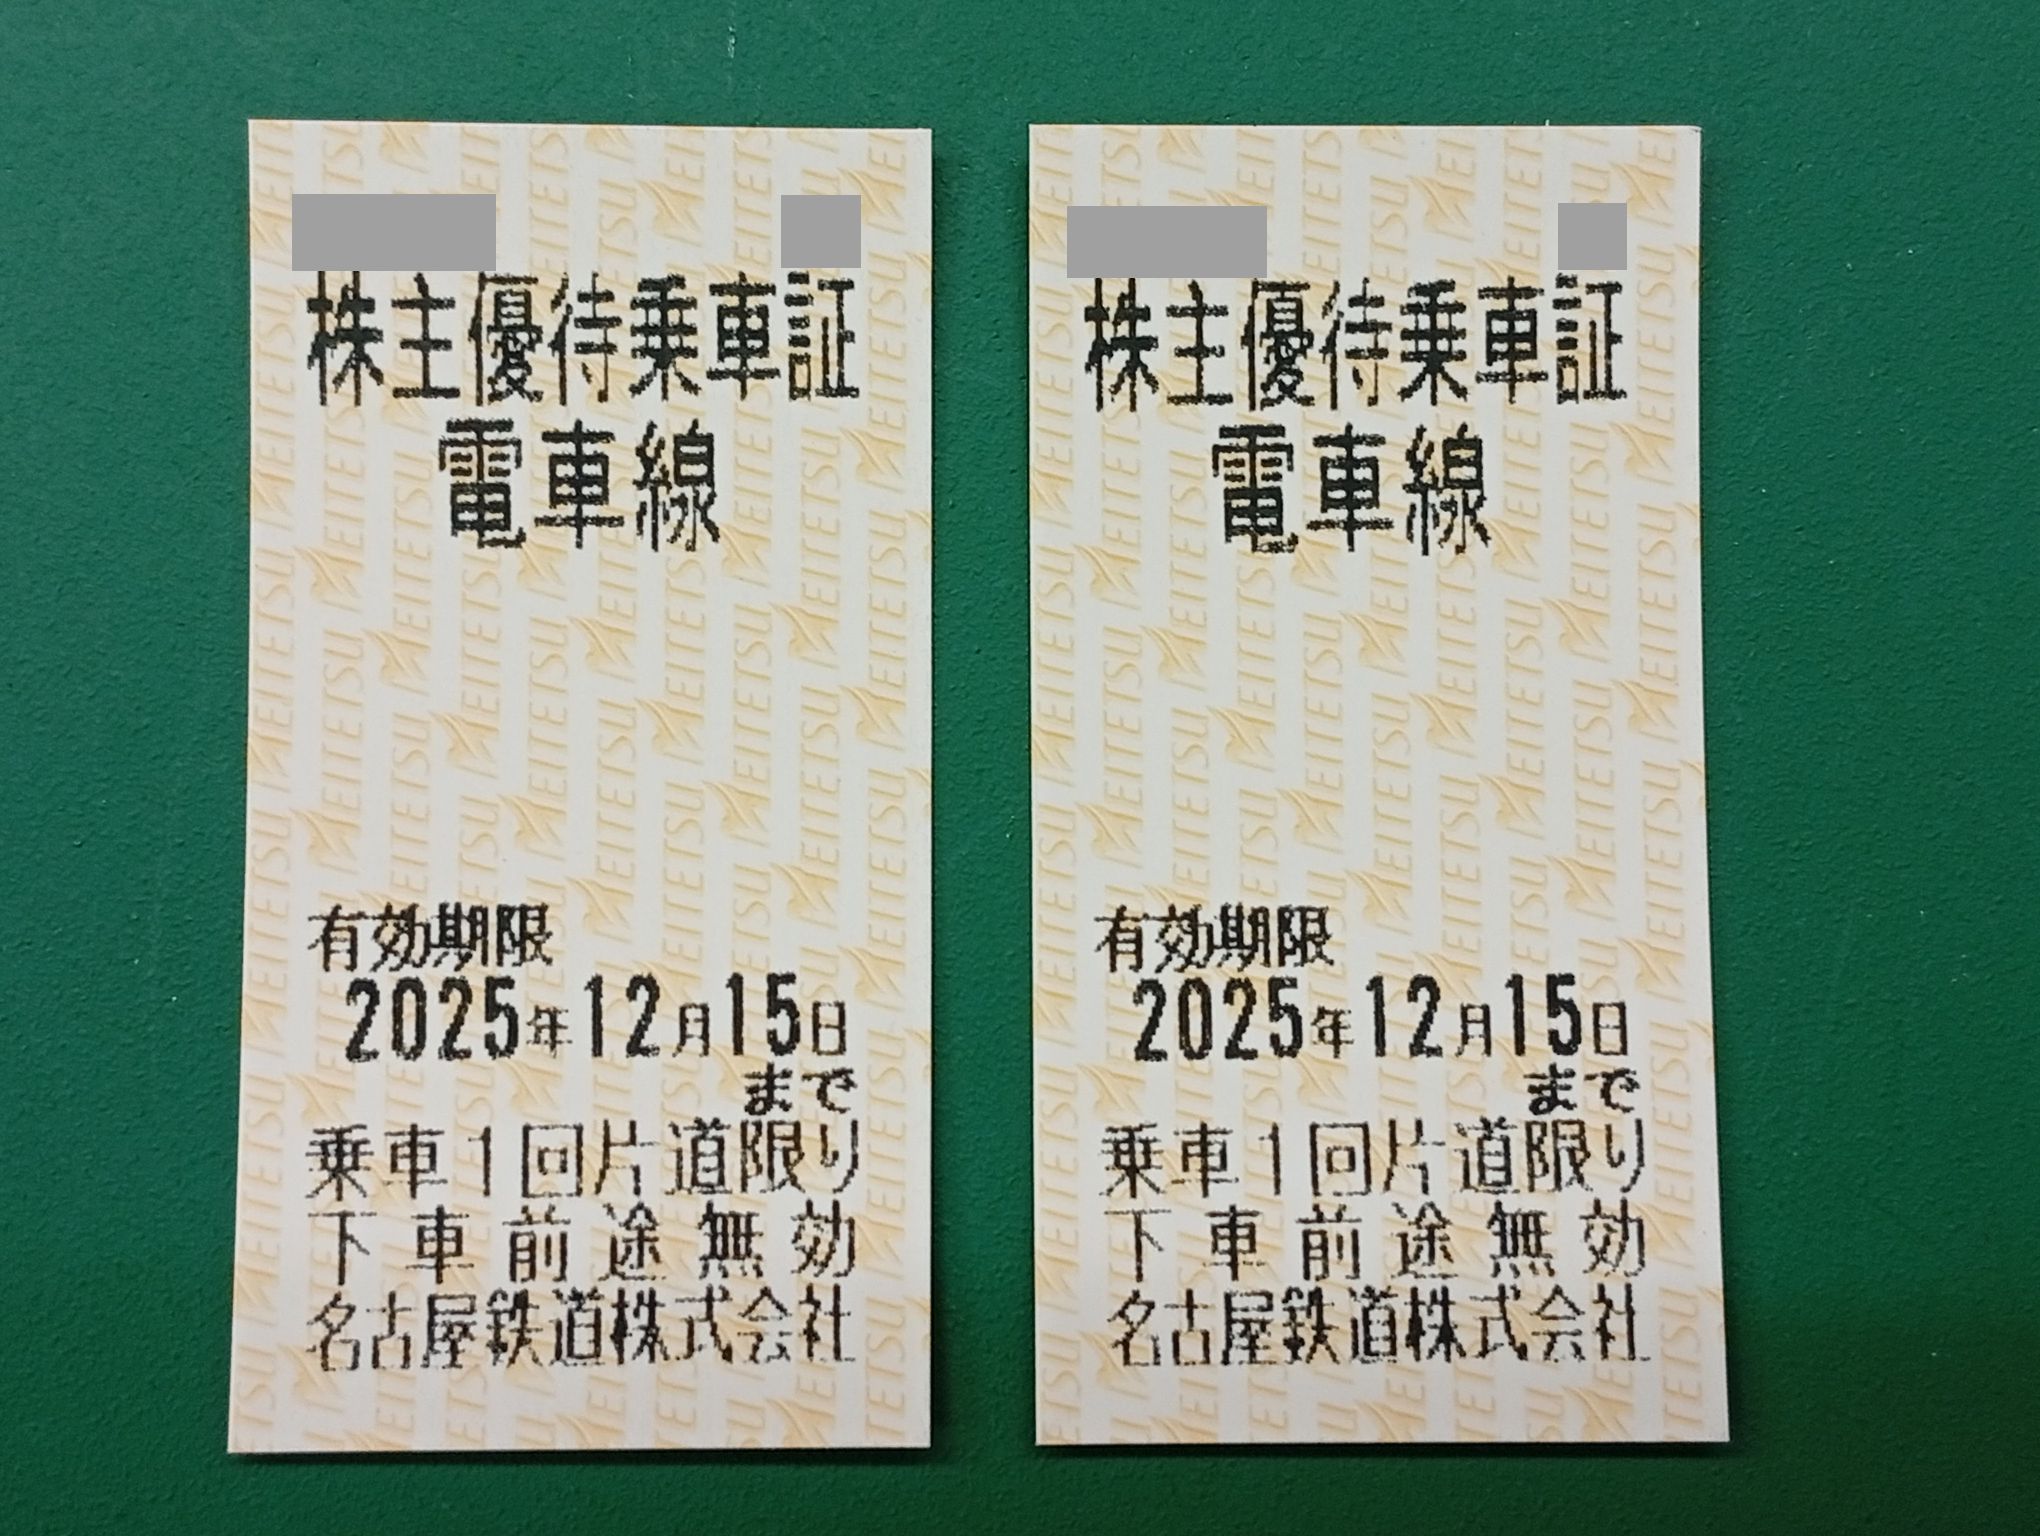 株主優待乗車証
電車線
有効期限
2025年12月15日
まで
乗車1回片道限り
下車前途無効
名古屋鉄道株式会社
株主優待乗車証
電車線
有効期限
2025年12月15日
まで
乗車1回片道限り
下車前途無効
名古屋鉄道株式会社
MEITETSU